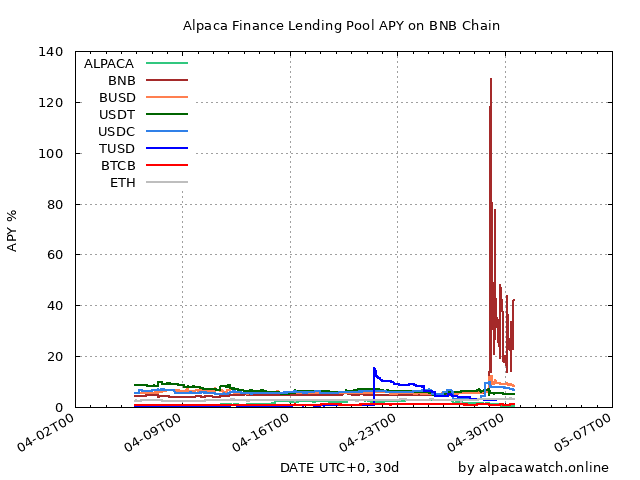 Alpaca Finance Lending Pool APY on BNB Chain
140
120
100
80
60
40
20
0
APY %
ALPACA
BNB
BUSD
USDT
USDC
TUSD
BTCB
ETH
04-02T00
04-09T00
04-16T00
04-23T00
04-30T00
05-07T00
DATE UTC+0, 30d
by alpacawatch.online